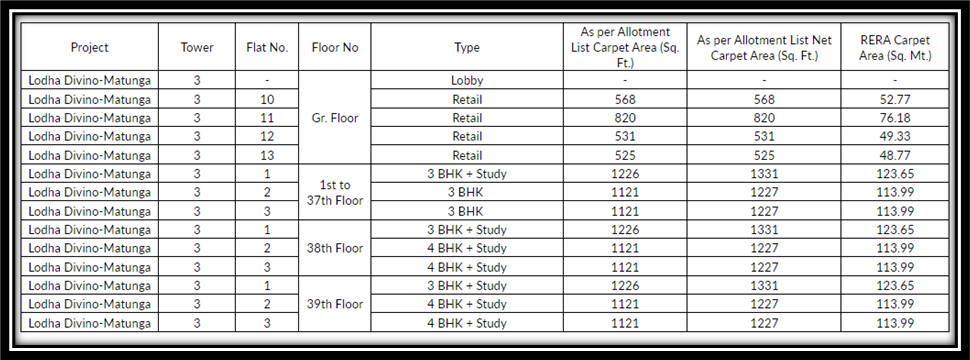 Project Tower Flat No. Floor No Type As per Allotment List Carpet Area (Sq. Ft.) As per Allotment List Net Carpet Area (Sq. Ft.) RERA Carpet Area (Sq. Mt.)
Lodha Divino-Matunga 3 - Gr. Floor Lobby - - -
Lodha Divino-Matunga 3 10 Retail 568 568 52.77
Lodha Divino-Matunga 3 11 Retail 820 820 76.18
Lodha Divino-Matunga 3 12 Retail 531 531 49.33
Lodha Divino-Matunga 3 13 Retail 525 525 48.77
Lodha Divino-Matunga 3 1 1st to 37th Floor 3 BHK + Study 1226 1331 123.65
Lodha Divino-Matunga 3 2 3 BHK 1121 1227 113.99
Lodha Divino-Matunga 3 3 3 BHK 1121 1227 113.99
Lodha Divino-Matunga 3 1 38th Floor 3 BHK + Study 1226 1331 123.65
Lodha Divino-Matunga 3 2 4 BHK + Study 1121 1227 113.99
Lodha Divino-Matunga 3 3 4 BHK + Study 1121 1227 113.99
Lodha Divino-Matunga 3 1 39th Floor 3 BHK + Study 1226 1331 123.65
Lodha Divino-Matunga 3 2 4 BHK + Study 1121 1227 113.99
Lodha Divino-Matunga 3 3 4 BHK + Study 1121 1227 113.99